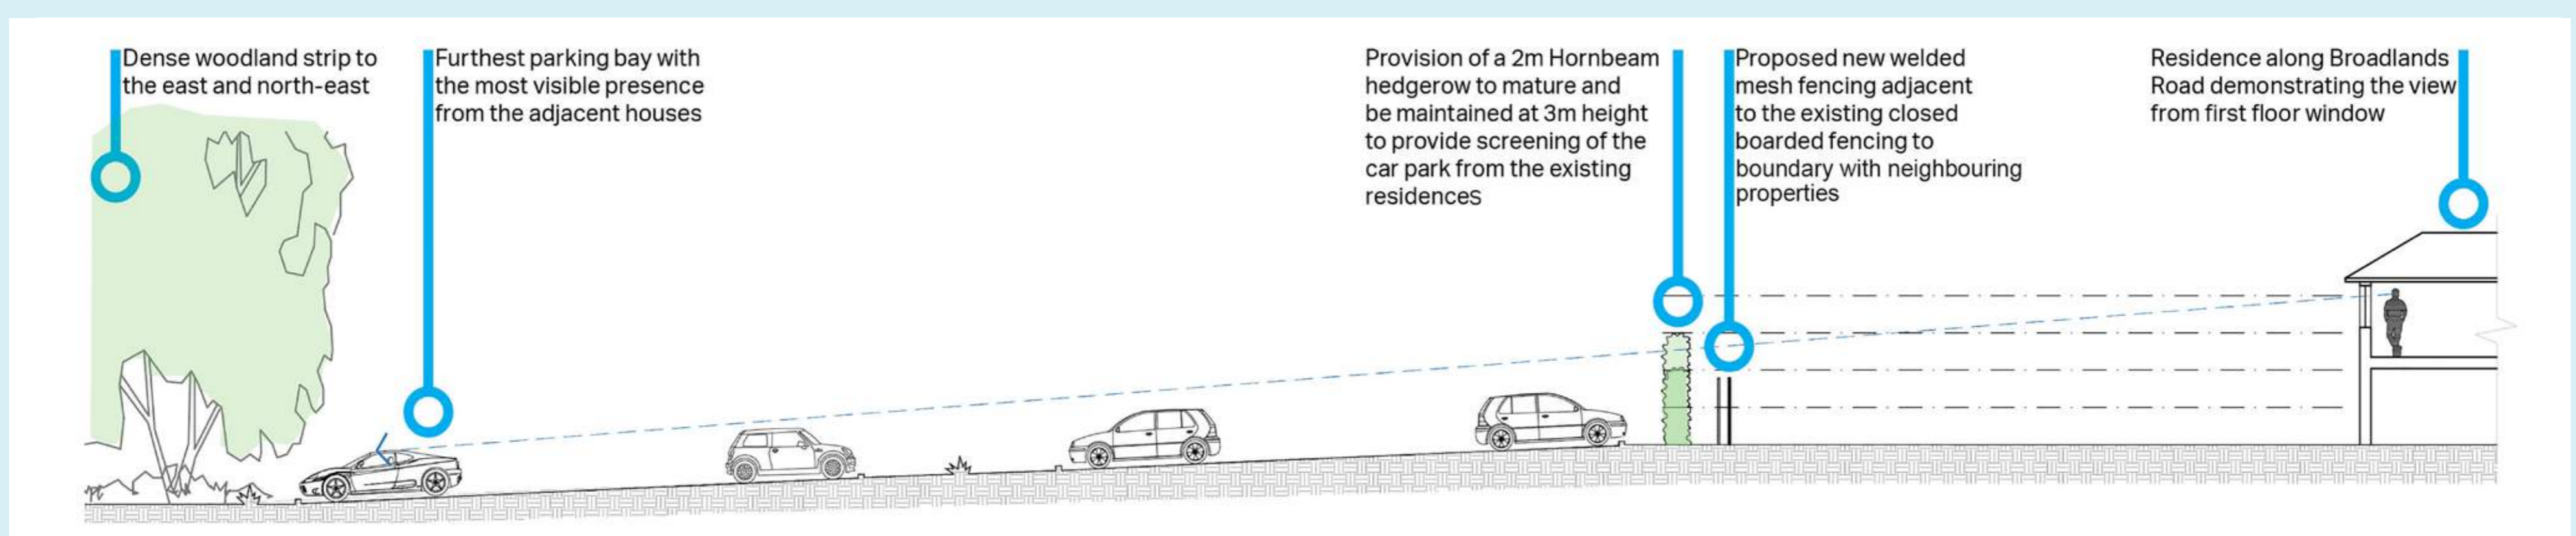 Dense woodland strip to
the east and north-east
Furthest parking bay with
the most visible presence
from the adjacent houses
Provision of a 2m Hornbeam
hedgerow to mature and
be maintained at 3m height
to provide screening of the
car park from the existing
residences
Proposed new welded
mesh fencing adjacent
to the existing closed
boarded fencing to
boundary with neighbouring
properties
Residence along Broadlands
Road demonstrating the view
from first floor window